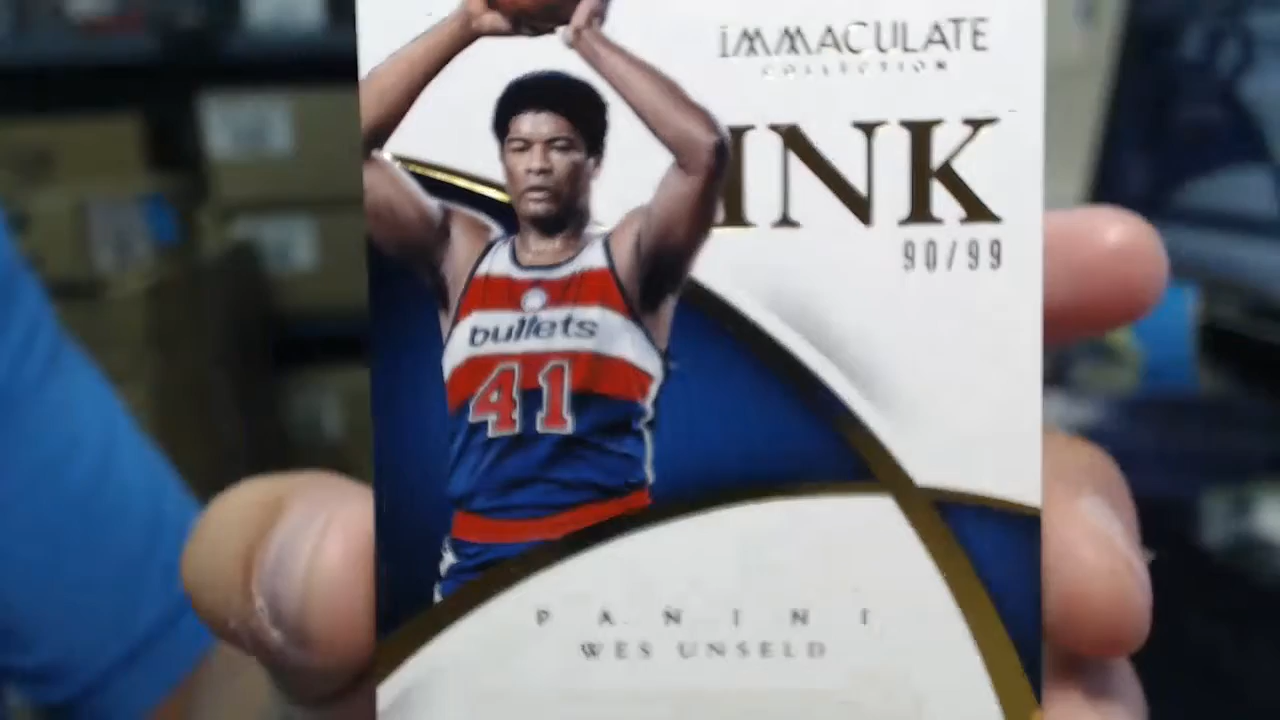 IMMACULATE
COLLECTION
INK
90/99
bullets
41
PANINI
WES UNSELD